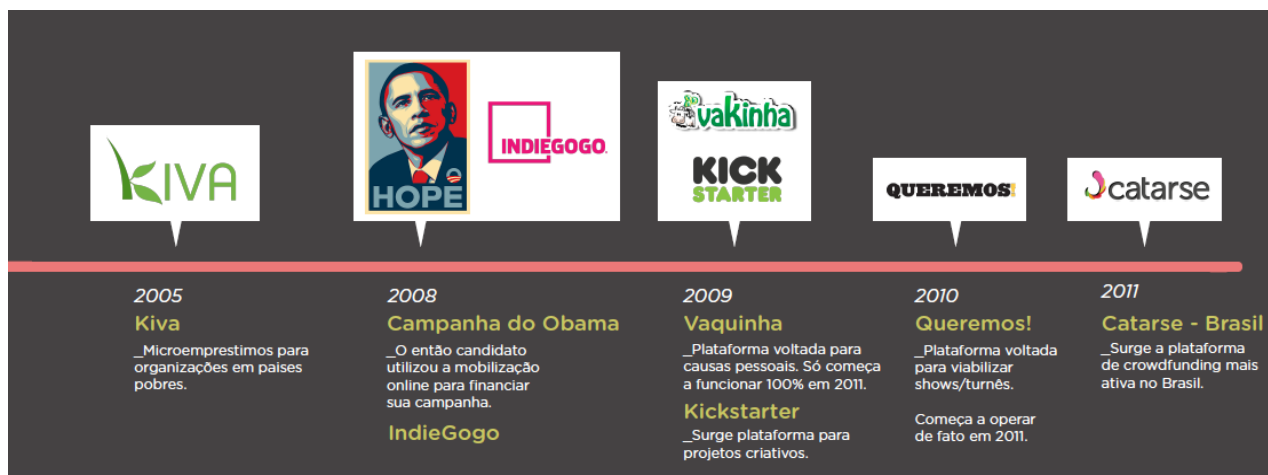 KIVA
HOPE
INDIEGOGO.
vakinha
KICK
STARTER
QUEREMOS!
catarse
2005
Kiva
_Microemprestimos para
organizações em paises
pobres.
2008
Campanha do Obama
_O então candidato
utilizou a mobilização
online para financiar
sua campanha.
IndieGogo
2009
Vaquinha
_Plataforma voltada para
causas pessoais. Só começa
a funcionar 100% em 2011.
Kickstarter
_Surge plataforma para
projetos criativos.
2010
Queremos!
_Plataforma voltada
para viabilizar
shows/turnês.
Começa a operar
de fato em 2011.
2011
Catarse - Brasil
_Surge a plataforma
de crowdfunding mais
ativa no Brasil.